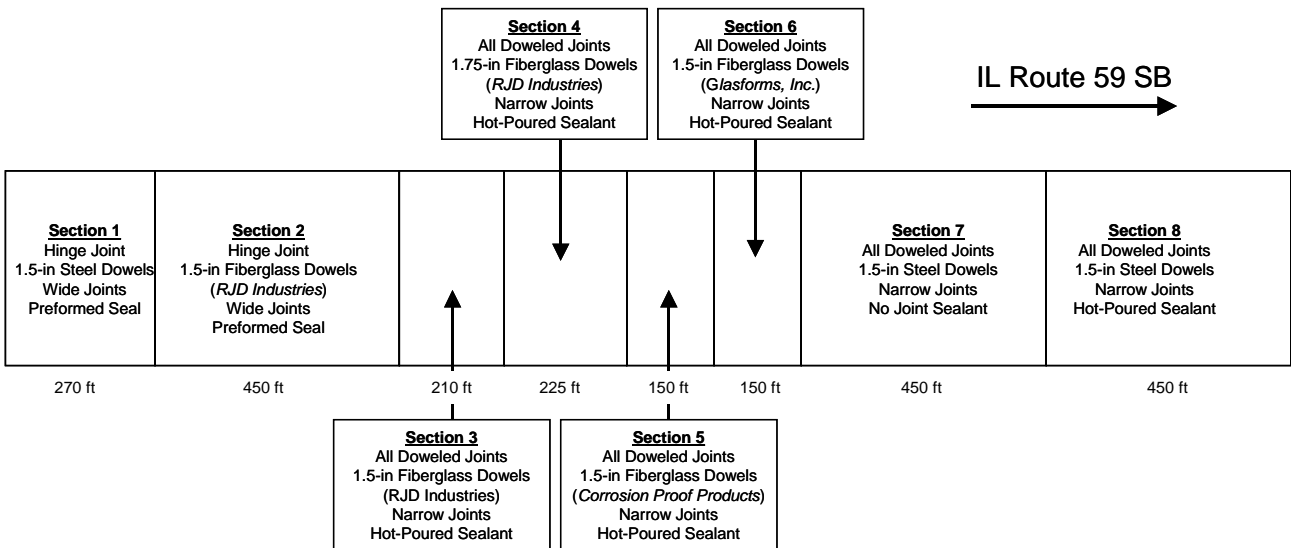 Section 4
All Doweled Joints
1.75-in Fiberglass Dowels
(RJD Industries)
Narrow Joints
Hot-Poured Sealant
Section 6
All Doweled Joints
1.5-in Fiberglass Dowels
(Glasforms, Inc.)
Narrow Joints
Hot-Poured Sealant
IL Route 59 SB
Section 1
Hinge Joint
1.5-in Steel Dowels
Wide Joints
Preformed Seal
Section 2
Hinge Joint
1.5-in Fiberglass Dowels
(RJD Industries)
Wide Joints
Preformed Seal
Section 7
All Doweled Joints
1.5-in Steel Dowels
Narrow Joints
No Joint Sealant
Section 8
All Doweled Joints
1.5-in Steel Dowels
Narrow Joints
Hot-Poured Sealant
270 ft
450 ft
210 ft
225 ft
150 ft
150 ft
450 ft
450 ft
Section 3
All Doweled Joints
1.5-in Fiberglass Dowels
(RJD Industries)
Narrow Joints
Hot-Poured Sealant
Section 5
All Doweled Joints
1.5-in Fiberglass Dowels
(Corrosion Proof Products)
Narrow Joints
Hot-Poured Sealant